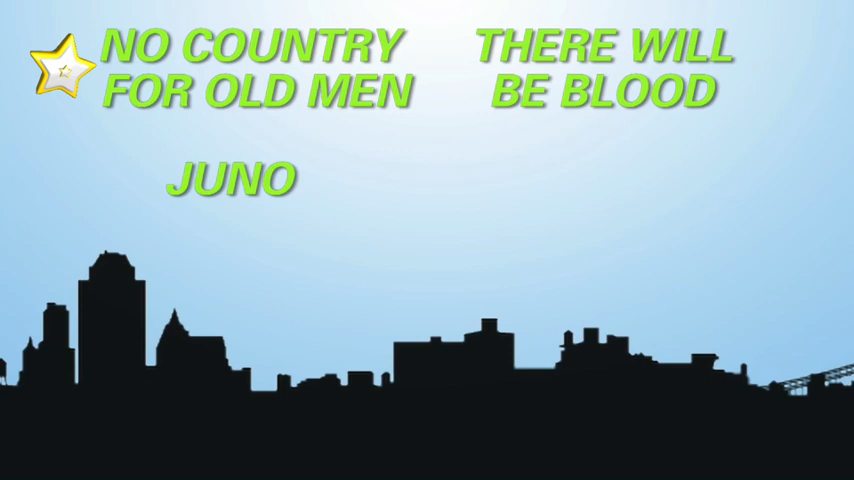 NO COUNTRY
FOR OLD MEN
THERE WILL
BE BLOOD
JUNO